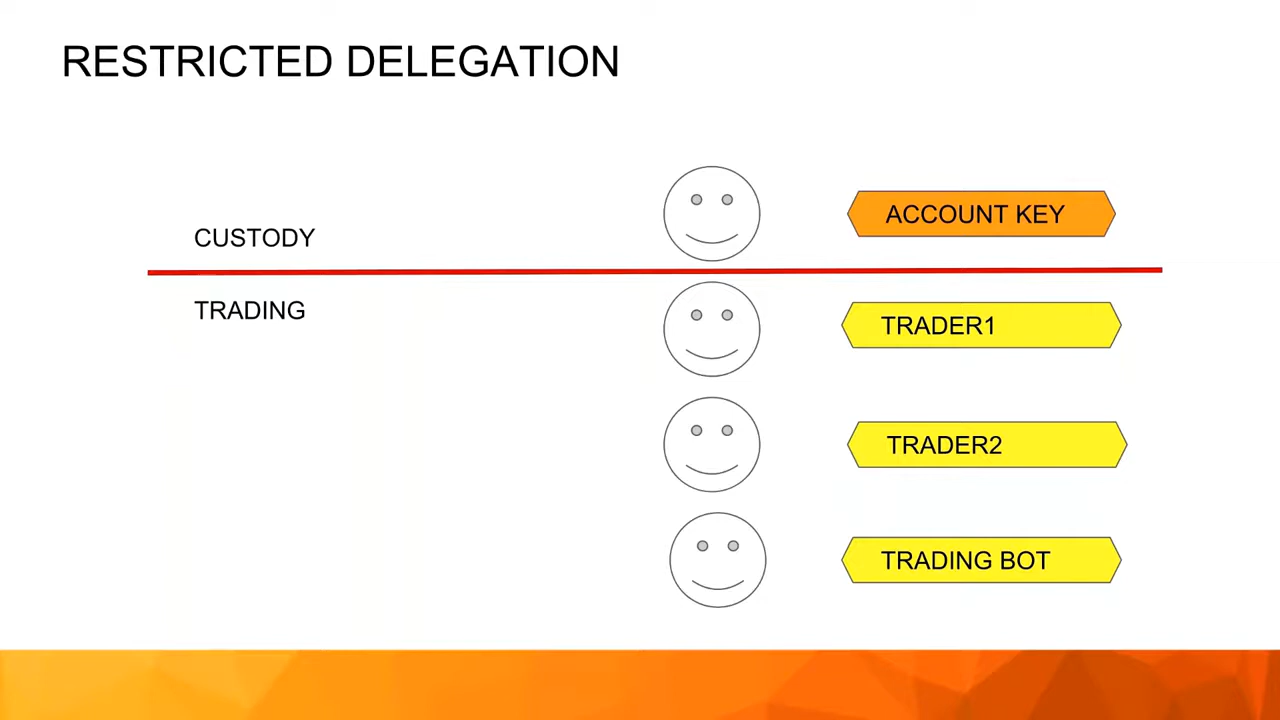 RESTRICTED DELEGATION
CUSTODY
ACCOUNT KEY
TRADING
TRADER1
TRADER2
TRADING BOT